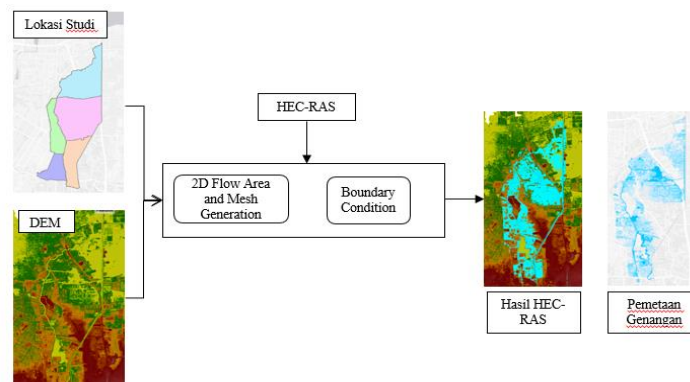 Lokasi Studi
HEC-RAS
2D Flow Area
and Mesh
Generation
Boundary
Condition
DEM
Hasil HEC-
RAS
Pemetaan
Genangan